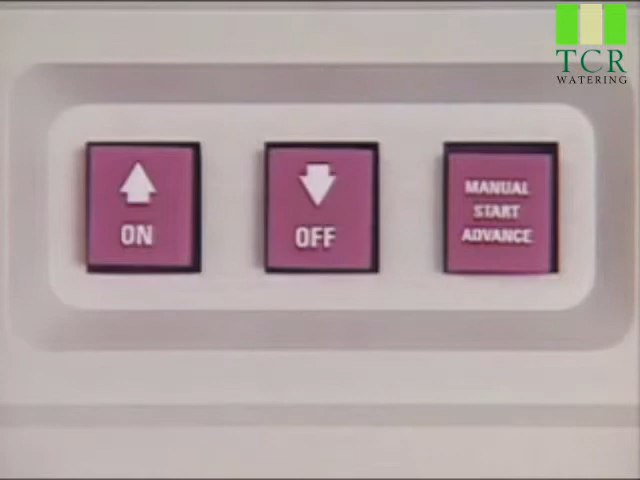 TCR
WATERING
ON
OFF
MANUAL
START
ADVANCE